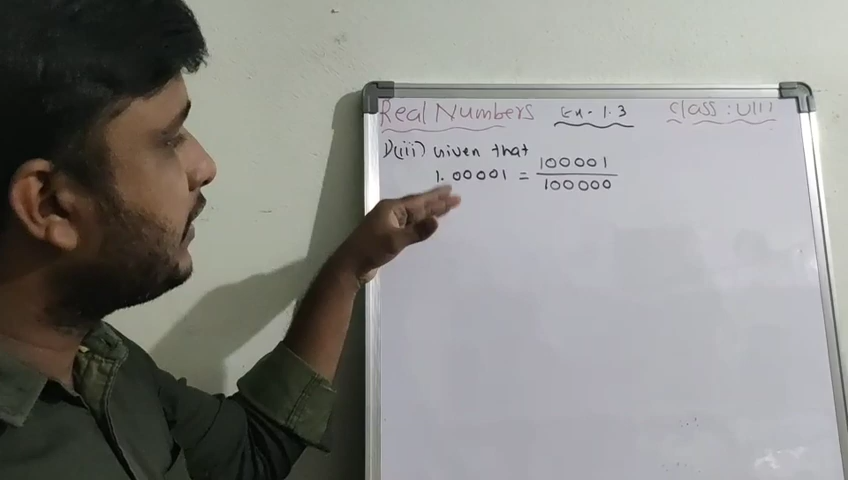 Real Numbers Ex- 1.3 Class: VIII
1) (iii) Given that
1.00001 = 100001
100000